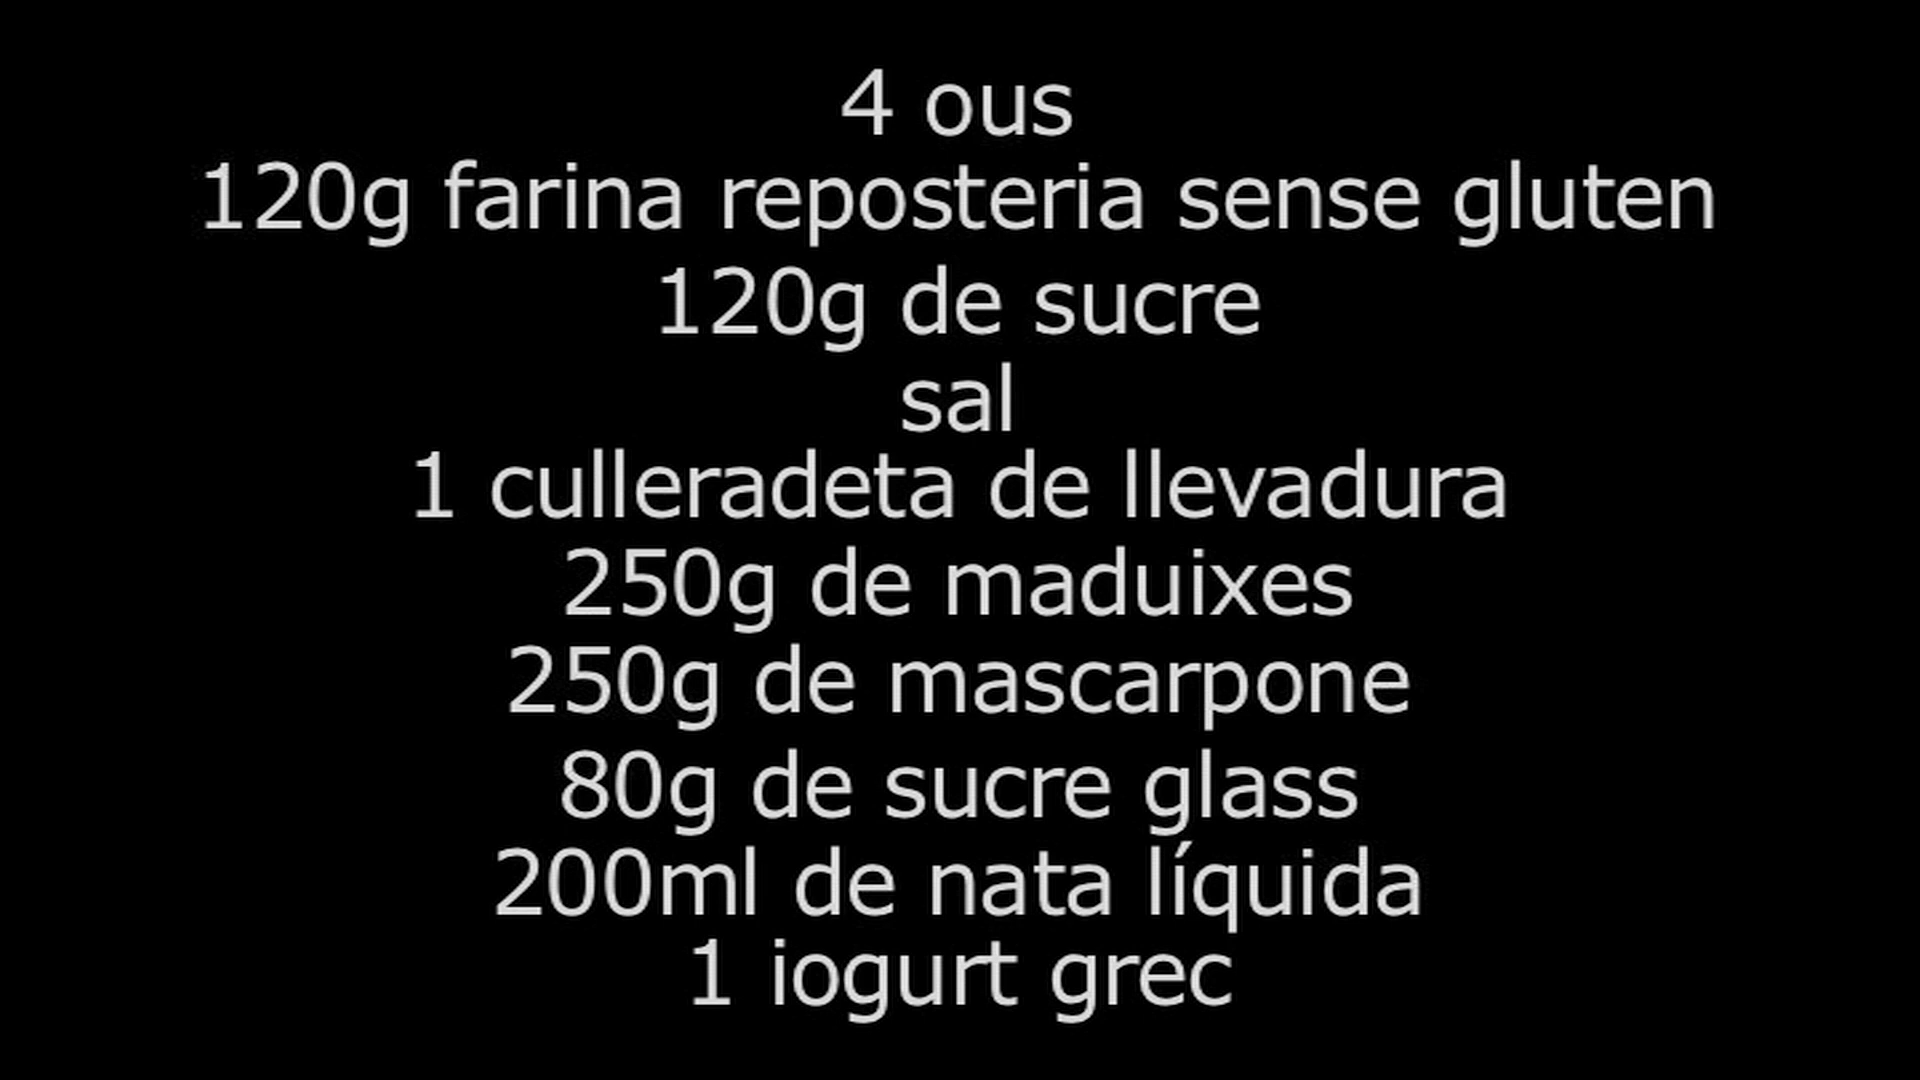 4 ous
120g farina reposteria sense gluten
120g de sucre
sal
1 culleradeta de llevadura
250g de maduixes
250g de mascarpone
80g de sucre glass
200ml de nata líquida
1 iogurt grec